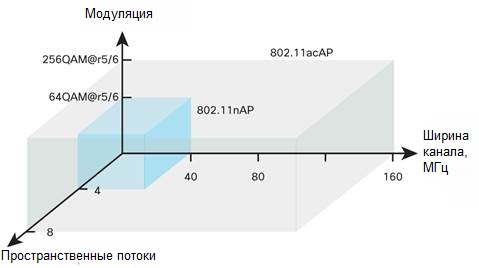 Модуляция
256QAM@r5/6
802.11acAP
64QAM@r5/6
802.11nAP
Ширина
канала,
МГц
4
40
80
160
8
Пространственные потоки